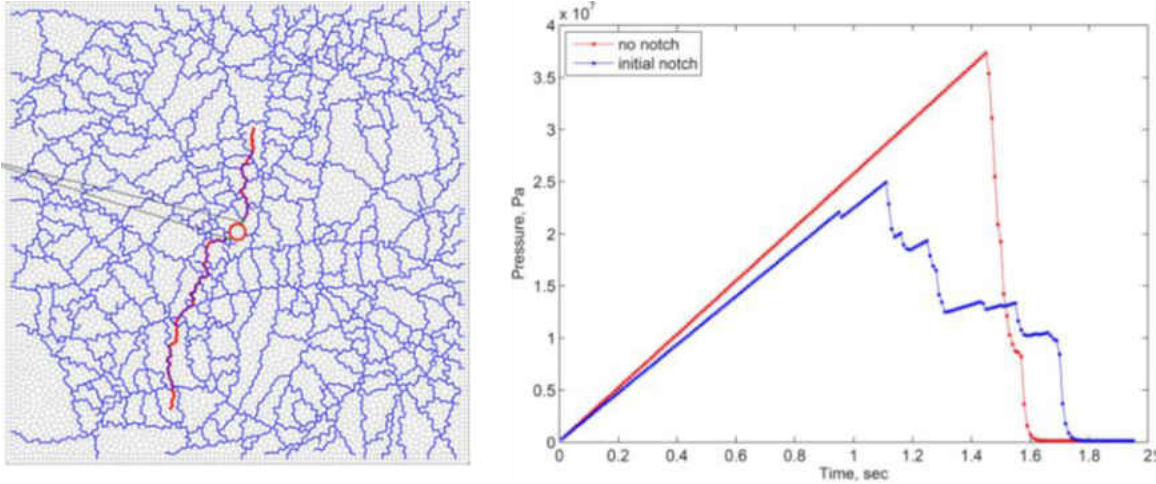 x 10⁷
4
3.5
3
2.5
2
1.5
1
0.5
0
no notch
initial notch
Pressure, Pa
0 0.2 0.4 0.6 0.8 1 1.2 1.4 1.6 1.8 2s
Time, sec